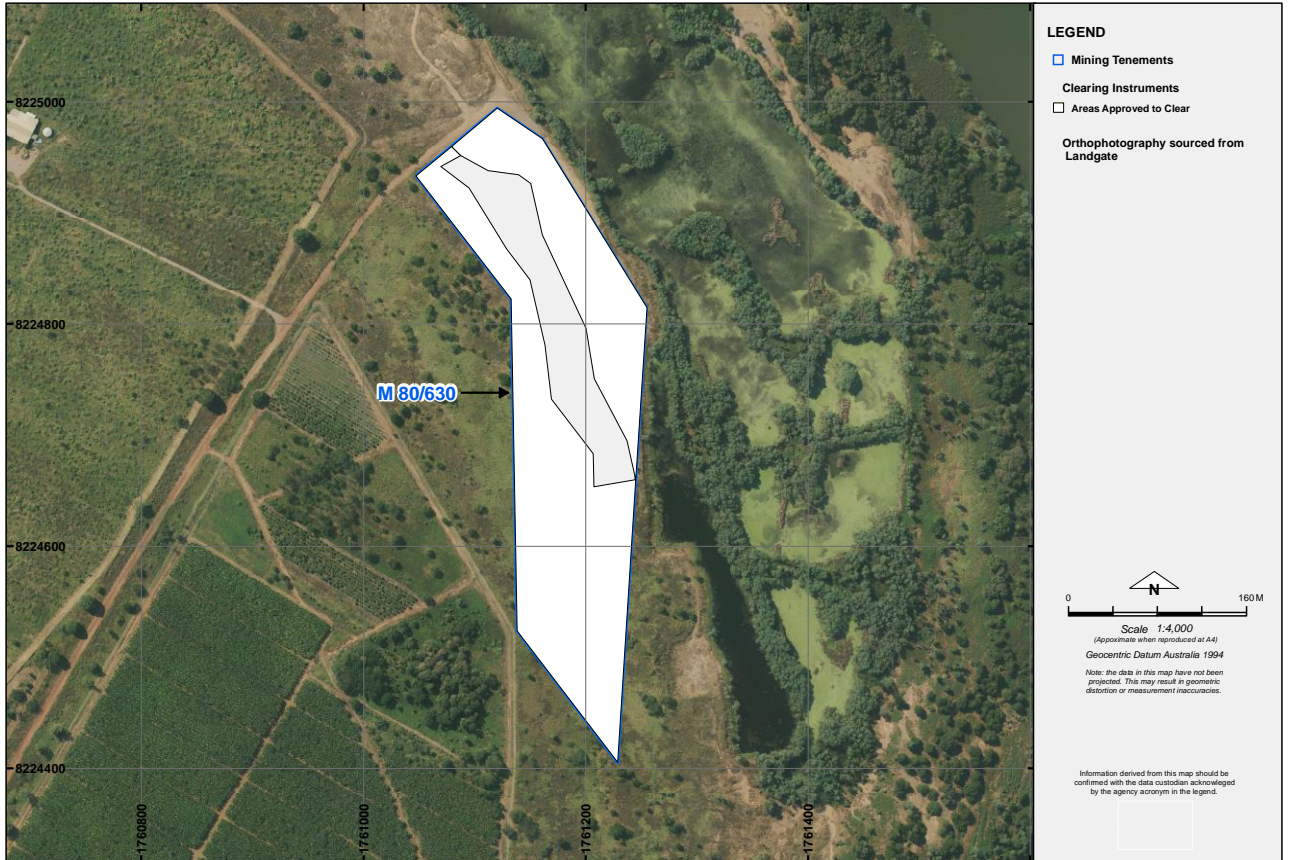 8225000
8224800
8224600
8224400
1760800
1761000
1761200
1761400
M 80/630
LEGEND
Mining Tenements
Clearing Instruments
Areas Approved to Clear
Orthophotography sourced from
Landgate
N
0 160 M
Scale 1:4,000
(Approximate when reproduced at A4)
Geocentric Datum Australia 1994
Note: the data in this map have not been
projected. This may result in geometric
distortion or measurement inaccuracies.
Information derived from this map should be
confirmed with the data custodian acknowleged
by the agency acronym in the legend.